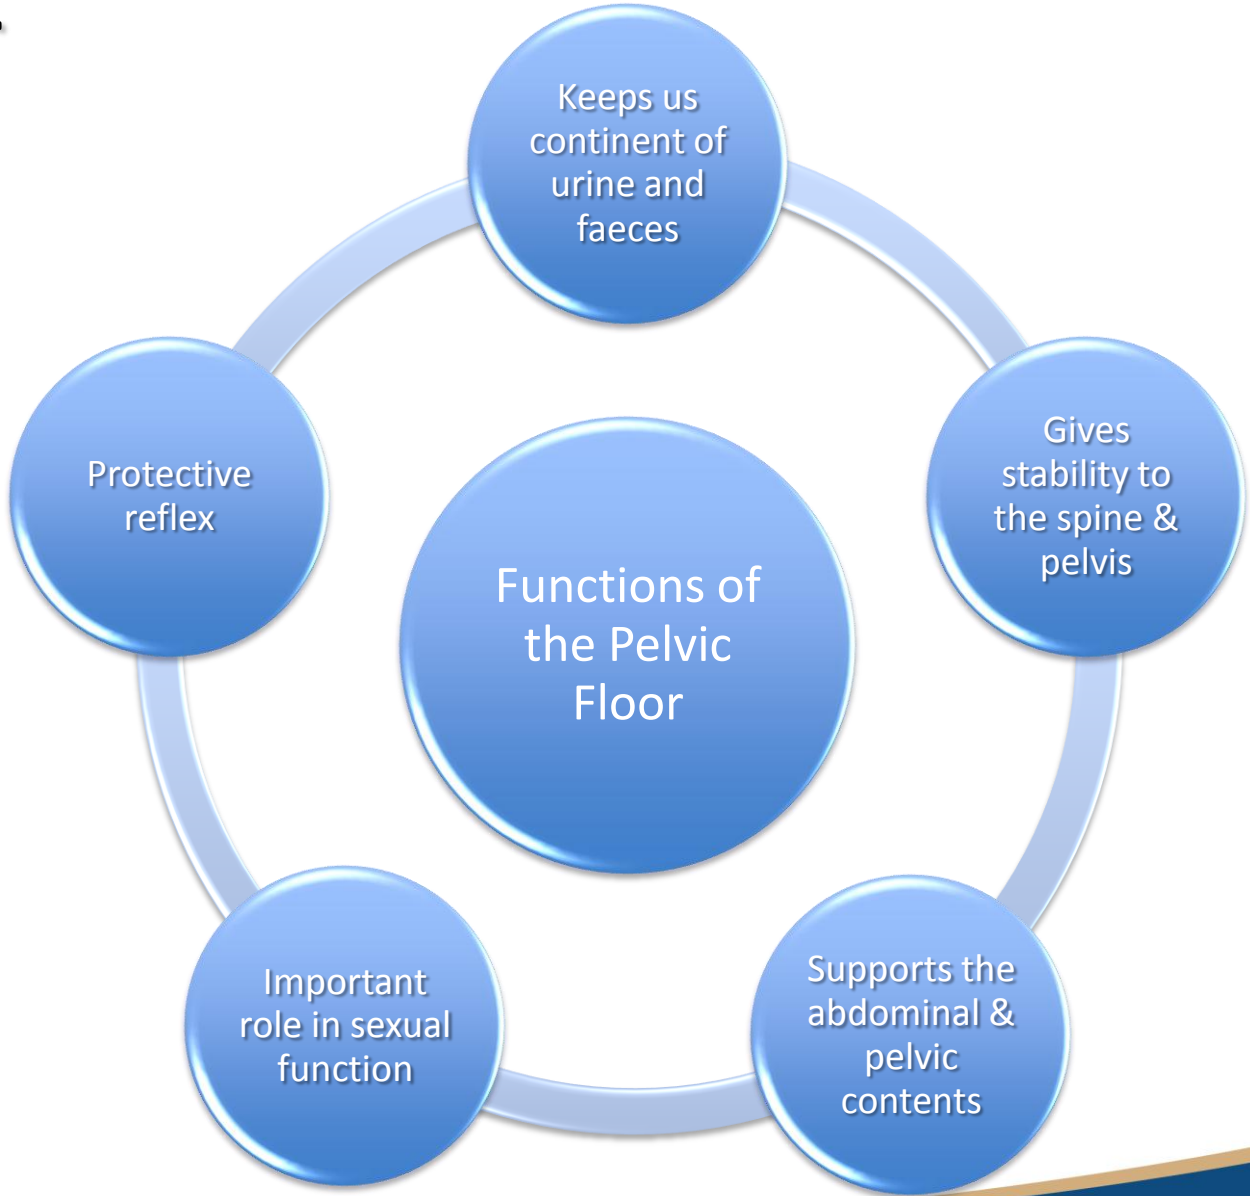 Keeps us
continent of
urine and
faeces
Gives
stability to
the spine &
pelvis
Supports the
abdominal &
pelvic
contents
Important
role in sexual
function
Protective
reflex
Functions of
the Pelvic
Floor